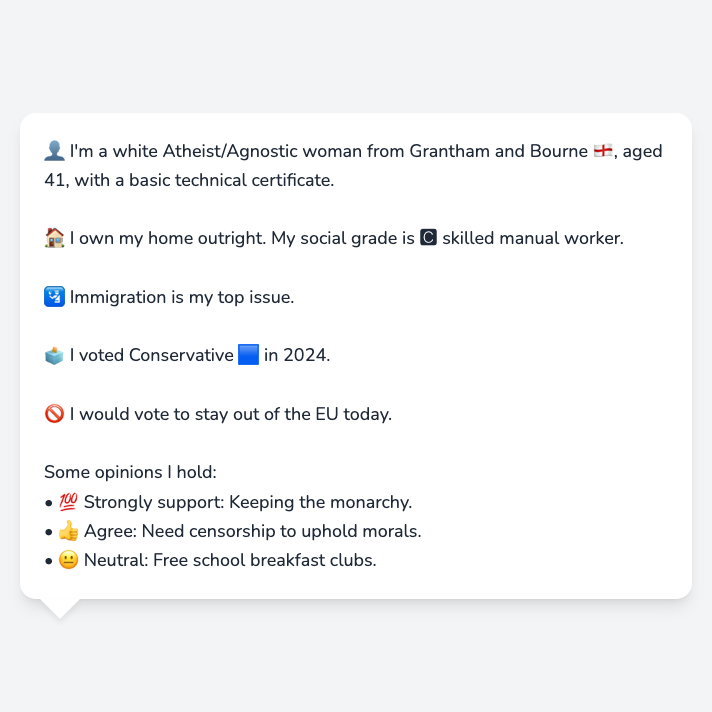 👤 I'm a white Atheist/Agnostic woman from Grantham and Bourne 🏴󠁧󠁢󠁥󠁮󠁧󠁿, aged
41, with a basic technical certificate.
🏠 I own my home outright. My social grade is 🅲 skilled manual worker.
🛂 Immigration is my top issue.
🗳️ I voted Conservative 🟦 in 2024.
🚫 I would vote to stay out of the EU today.
Some opinions I hold:
• 💯 Strongly support: Keeping the monarchy.
• 👍 Agree: Need censorship to uphold morals.
• 😐 Neutral: Free school breakfast clubs.